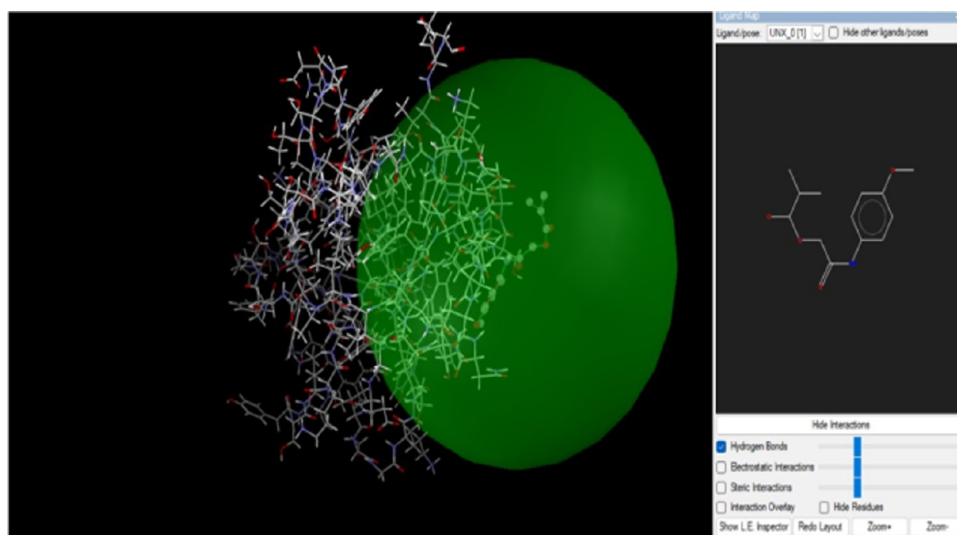 Ligand Map
Ligand/pose: UNX_0 [1] Hide other ligands/poses
Hide Interactions
Hydrogen Bonds
Electrostatic Interactions
Steric Interactions
Interaction Overlay Hide Residues
Show L.E. Inspector Redo Layout Zoom+ Zoom-